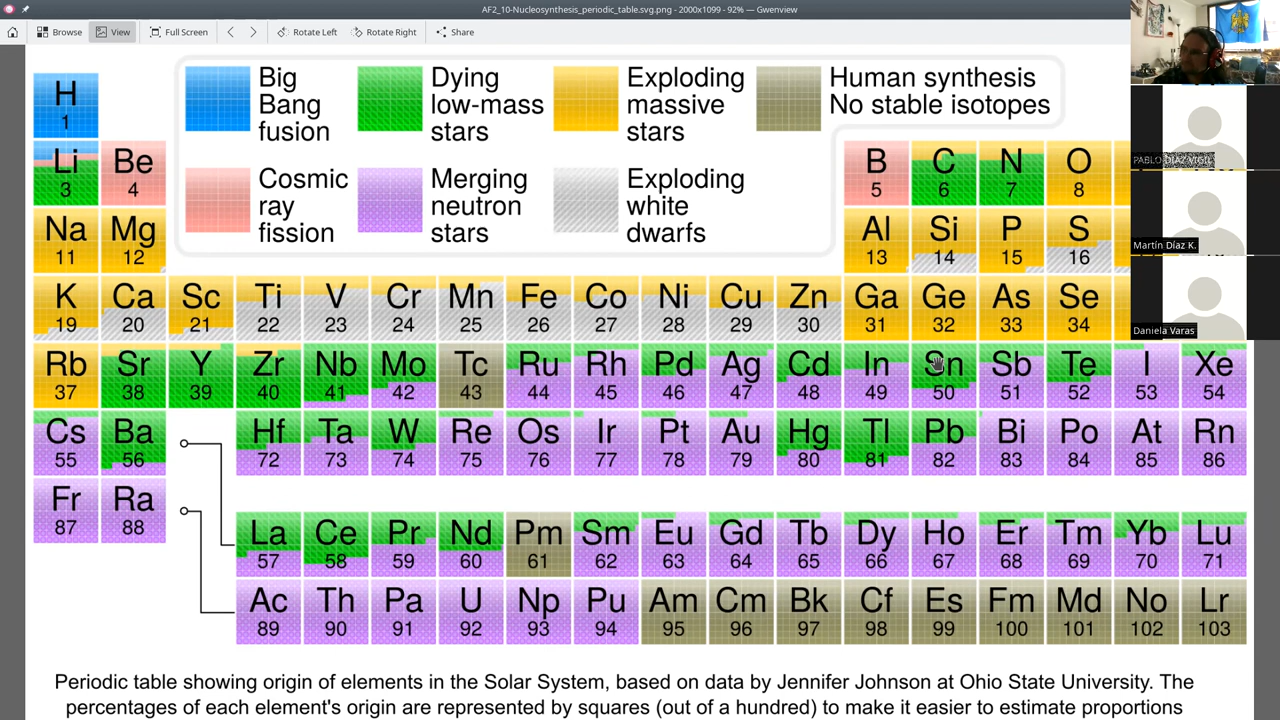 AF2_10-Nucleosynthesis_periodic_table.svg.png - 2000x1099 - 92% — Gwenview
Browse View Full Screen Rotate Left Rotate Right Share
Big Bang fusion
Dying low-mass stars
Exploding massive stars
Human synthesis
No stable isotopes
Cosmic ray fission
Merging neutron stars
Exploding white dwarfs
H
1
Li Be B C N O
3 4 5 6 7 8
Na Mg Al Si P S
11 12 13 14 15 16
K Ca Sc Ti V Cr Mn Fe Co Ni Cu Zn Ga Ge As Se
19 20 21 22 23 24 25 26 27 28 29 30 31 32 33 34
Rb Sr Y Zr Nb Mo Tc Ru Rh Pd Ag Cd In Sn Sb Te I Xe
37 38 39 40 41 42 43 44 45 46 47 48 49 50 51 52 53 54
Cs Ba Hf Ta W Re Os Ir Pt Au Hg Tl Pb Bi Po At Rn
55 56 72 73 74 75 76 77 78 79 80 81 82 83 84 85 86
Fr Ra
87 88
La Ce Pr Nd Pm Sm Eu Gd Tb Dy Ho Er Tm Yb Lu
57 58 59 60 61 62 63 64 65 66 67 68 69 70 71
Ac Th Pa U Np Pu Am Cm Bk Cf Es Fm Md No Lr
89 90 91 92 93 94 95 96 97 98 99 100 101 102 103
Periodic table showing origin of elements in the Solar System, based on data by Jennifer Johnson at Ohio State University. The
percentages of each element's origin are represented by squares (out of a hundred) to make it easier to estimate proportions
PABLO DÍAZ VIGIL
Martín Díaz K.
Daniela Varas